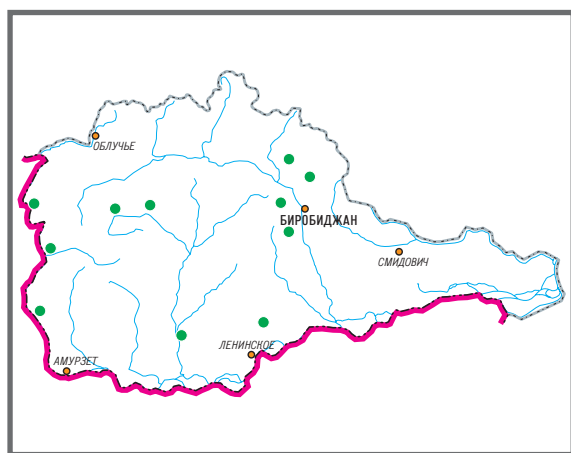 ОБЛУЧЬЕ
БИРОБИДЖАН
СМИДОВИЧ
ЛЕНИНСКОЕ
АМУРЗЕТ